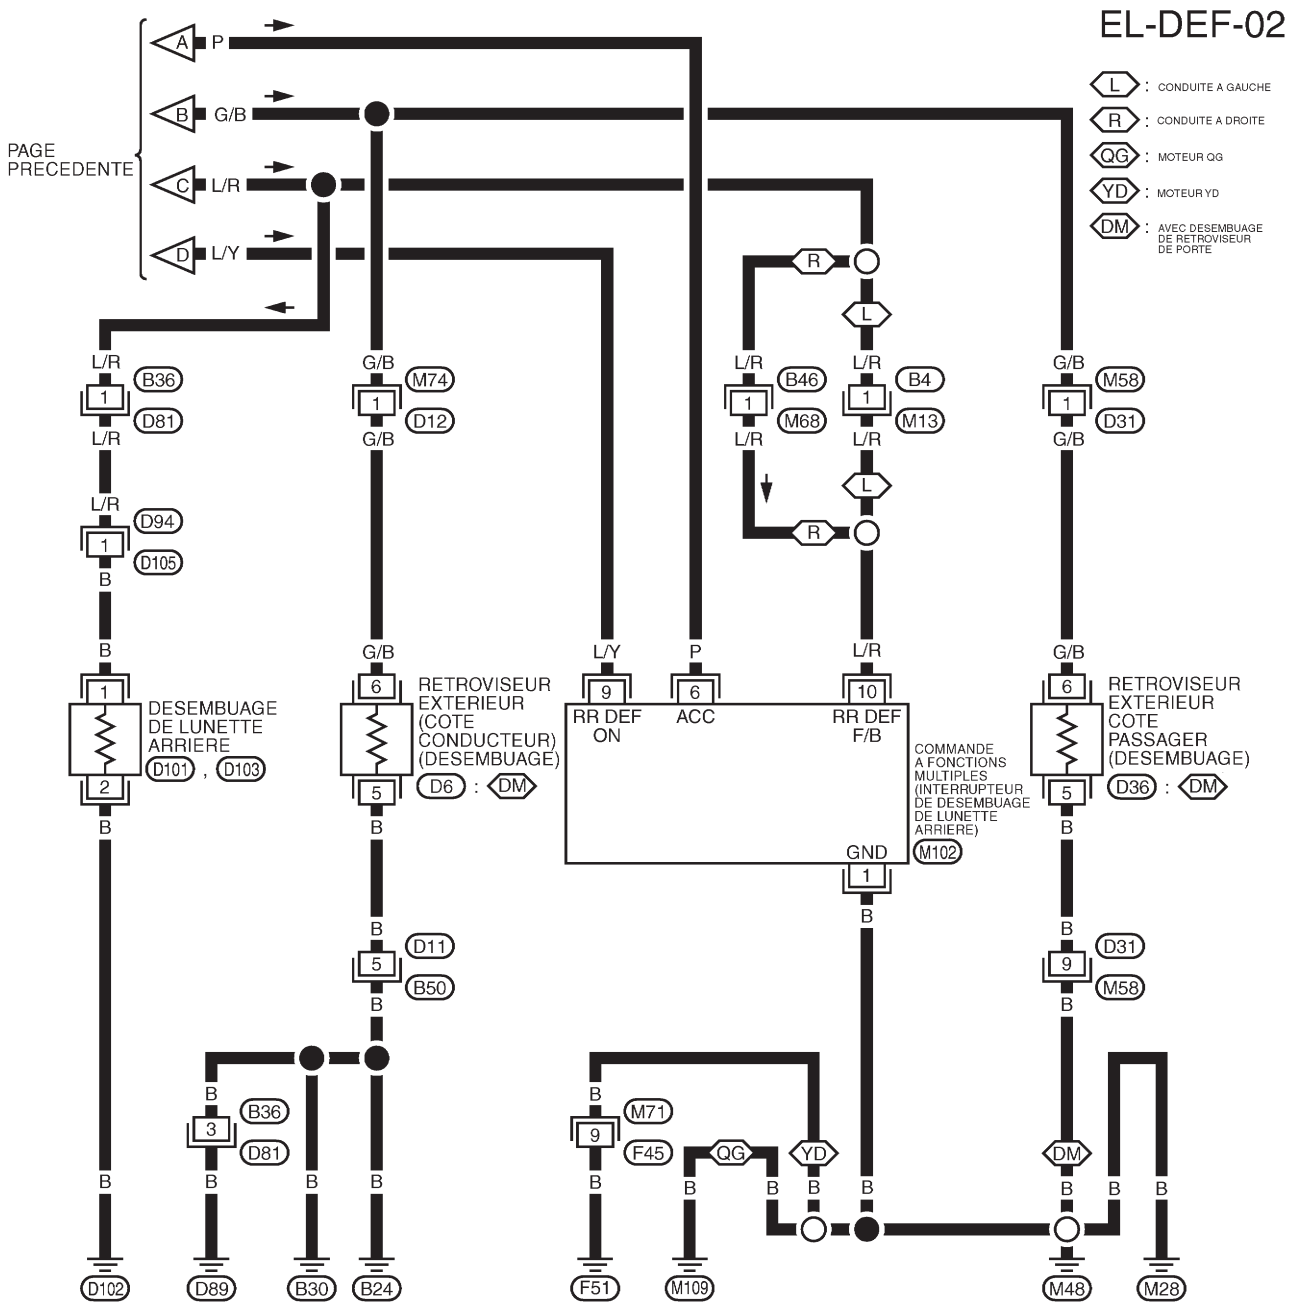 EL-DEF-02
L : CONDUITE A GAUCHE
R : CONDUITE A DROITE
QG : MOTEUR QG
YD : MOTEUR YD
DM : AVEC DESEMBUAGE
DE RETROVISEUR
DE PORTE
PAGE
PRECEDENTE
A P
B G/B
C L/R
D L/Y
R
L
L/R G/B L/R L/R G/B
1 B36 1 M74 1 B46 1 B4 1 M58
D81 D12 M68 M13 D31
L/R G/B L/R L/R G/B
L
L/R
1 D94
R
D105
B
B G/B L/Y P L/R G/B
1 6 9 6 10 6
DESEMBUAGE
DE LUNETTE
ARRIERE
D101 , D103
2
B
RETROVISEUR
EXTERIEUR
(COTE
CONDUCTEUR)
(DESEMBUAGE)
D6 : DM
5
B
RR DEF
ON
ACC
RR DEF
F/B
COMMANDE
A FONCTIONS
MULTIPLES
(INTERRUPTEUR
DE DESEMBUAGE
DE LUNETTE
ARRIERE)
M102
GND
1
B
RETROVISEUR
EXTERIEUR
COTE
PASSAGER
(DESEMBUAGE)
D36 : DM
5
B
B B
5 D11 9 D31
B50 M58
B B
B B
3 B36 9 M71
D81 F45
QG YD DM
B B B B B B B B B B B B
D102 D89 B30 B24 F51 M109 M48 M28